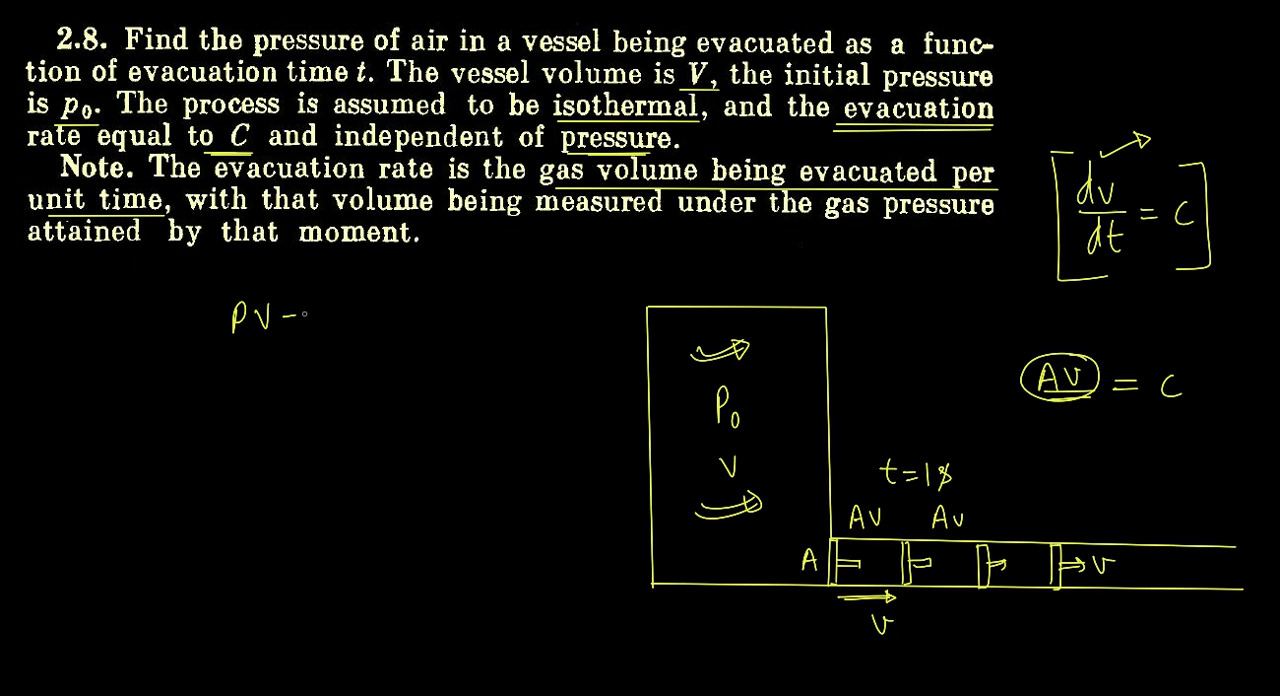 2.8. Find the pressure of air in a vessel being evacuated as a func-
tion of evacuation time t. The vessel volume is V, the initial pressure
is p₀. The process is assumed to be isothermal, and the evacuation
rate equal to C and independent of pressure.
Note. The evacuation rate is the gas volume being evacuated per
unit time, with that volume being measured under the gas pressure
attained by that moment.
dv/dt = C
PV -
AV = C
P₀
V
t=1s
AV AV
A
V
V